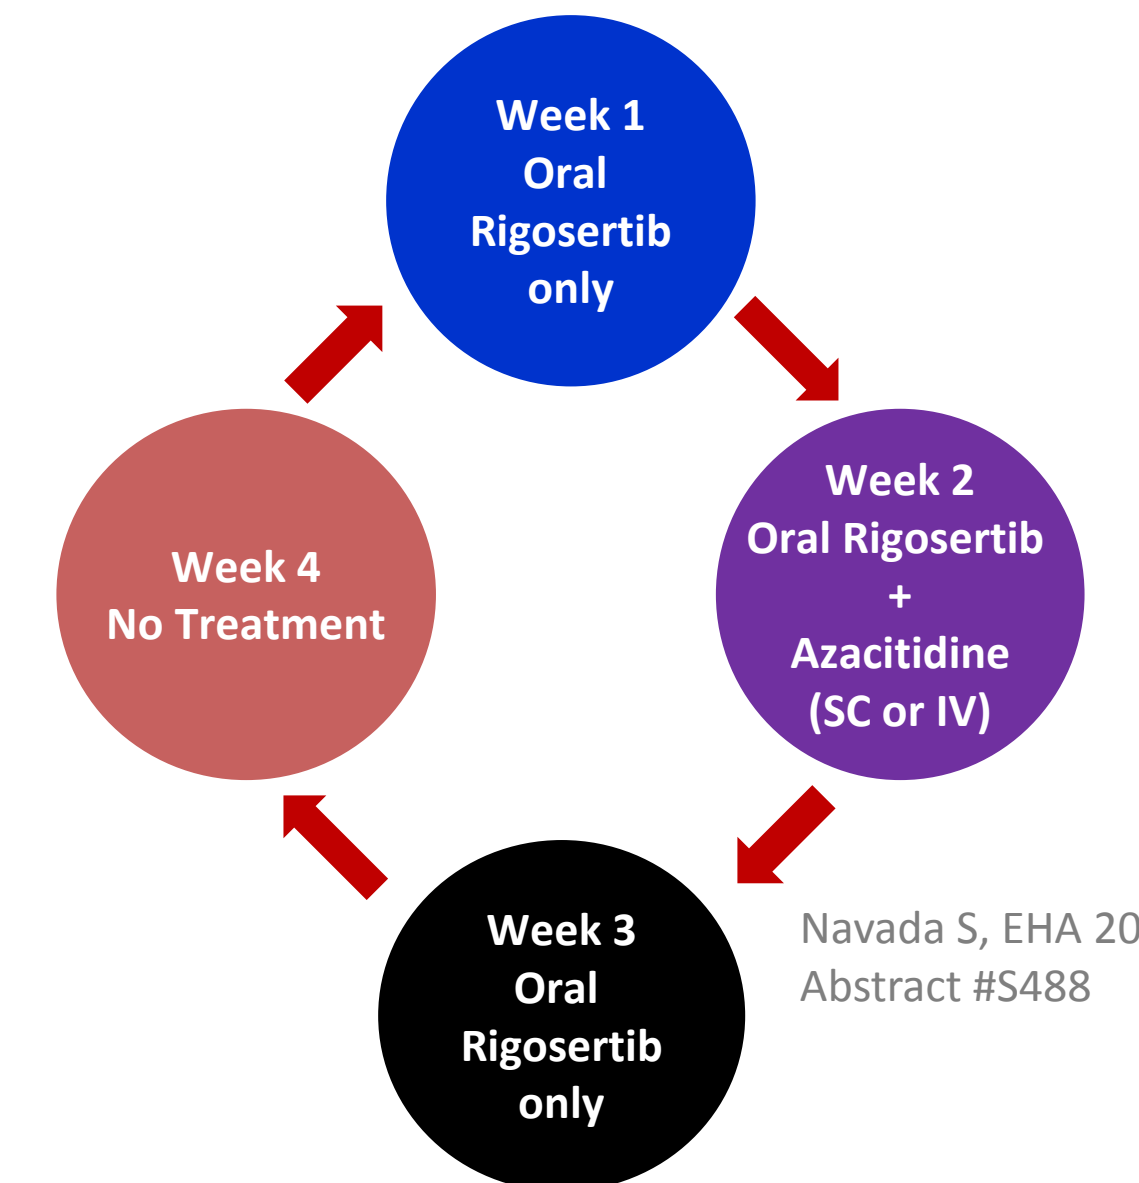 Week 1
Oral
Rigosertib
only
Week 2
Oral Rigosertib
+
Azacitidine
(SC or IV)
Week 3
Oral
Rigosertib
only
Week 4
No Treatment
Navada S, EHA 20
Abstract #S488